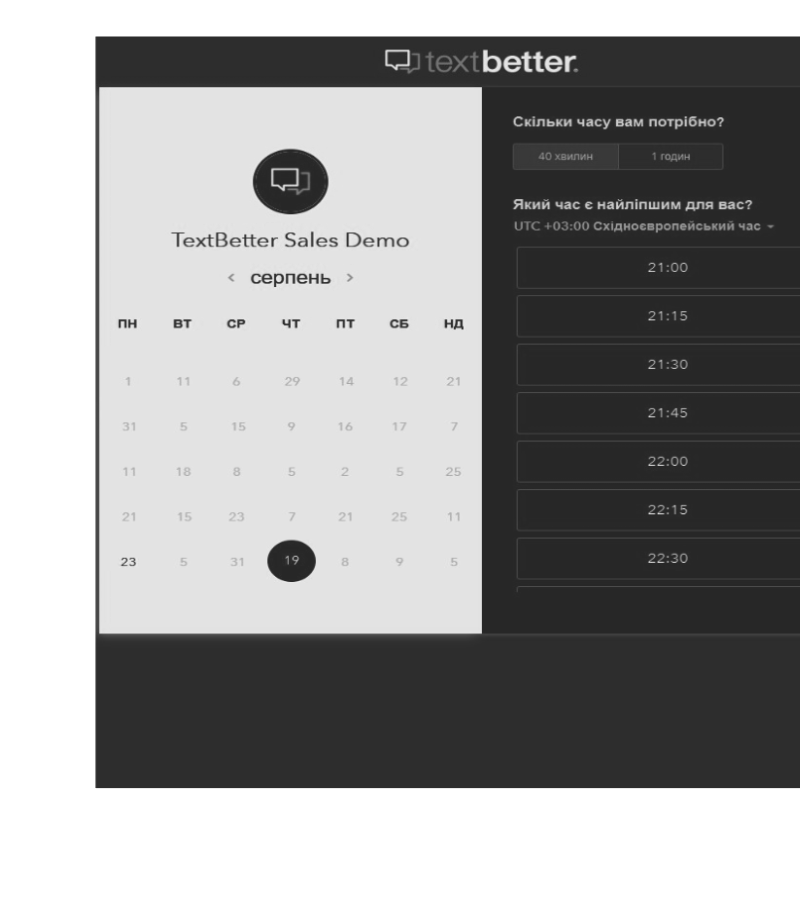 textbetter.
TextBetter Sales Demo
< серпень >
ПН ВТ СР ЧТ ПТ СБ НД
1 11 6 29 14 12 21
31 5 15 9 16 17 7
11 18 8 5 2 5 25
21 15 23 7 21 25 11
23 5 31 19 8 9 5
Скільки часу вам потрібно?
40 хвилин 1 годин
Який час є найліпшим для вас?
UTC +03:00 Східноєвропейський час
21:00
21:15
21:30
21:45
22:00
22:15
22:30